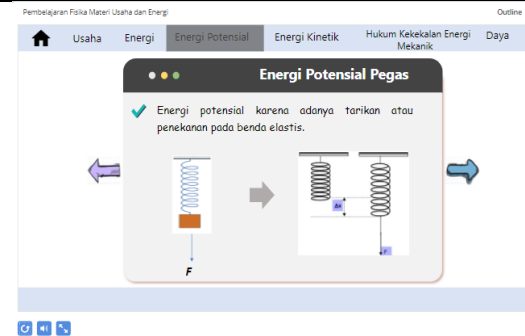 Pembelajaran Fisika Materi Usaha dan Energi
Outline
Usaha
Energi
Energi Potensial
Energi Kinetik
Hukum Kekekalan Energi
Mekanik
Daya
Energi Potensial Pegas
Energi potensial karena adanya tarikan atau
penekanan pada benda elastis.
Δx
F
F